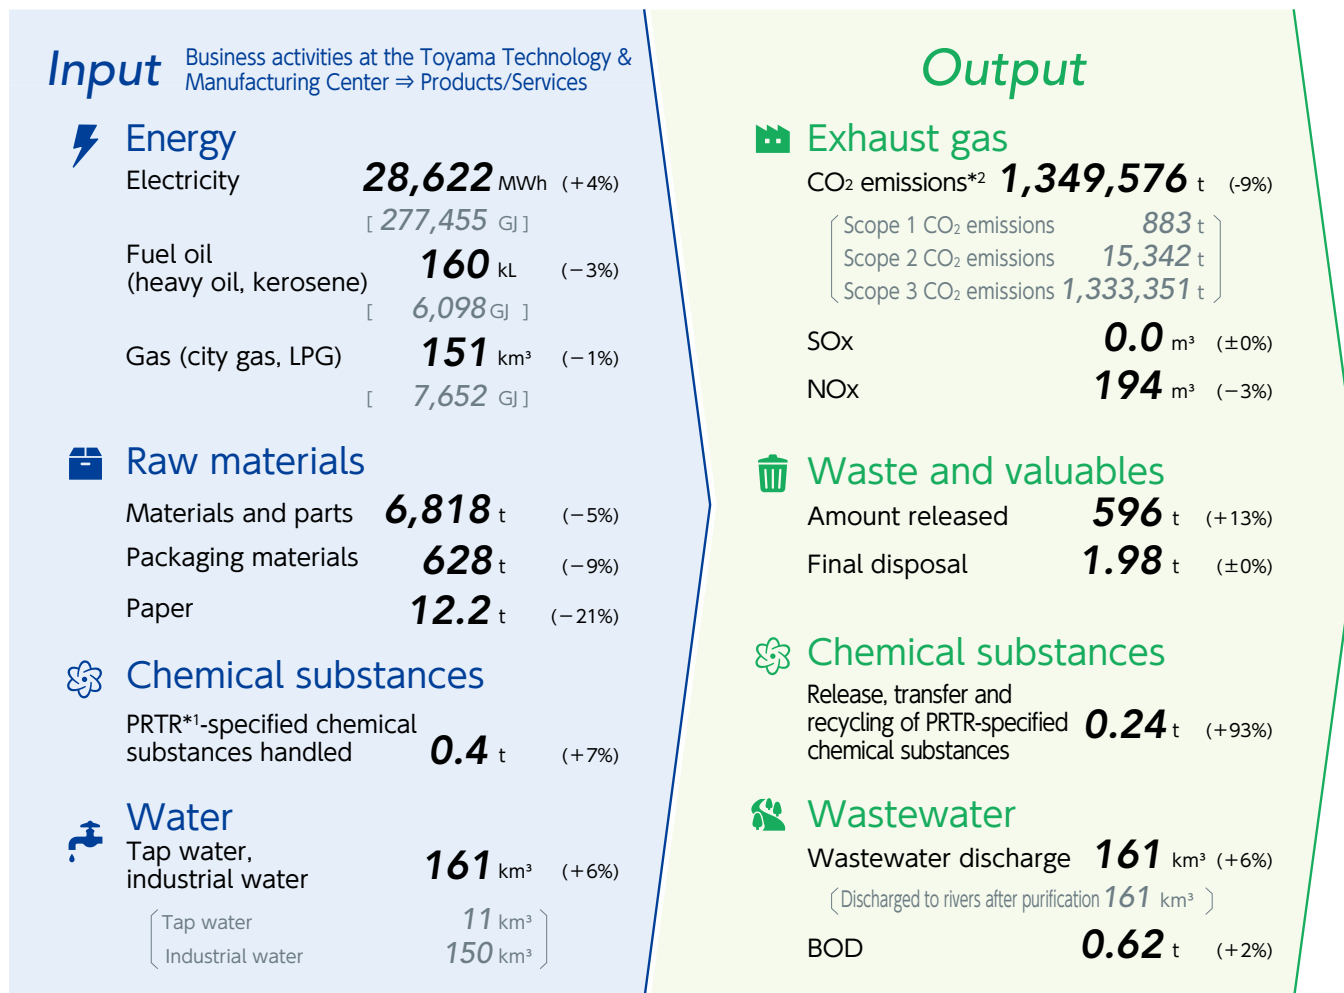 Input
Business activities at the Toyama Technology &
Manufacturing Center ⇒ Products/Services
Energy
Electricity 28,622 MWh (+4%)
[ 277,455 GJ ]
Fuel oil
(heavy oil, kerosene) 160 kL (−3%)
[ 6,098 GJ ]
Gas (city gas, LPG) 151 km³ (−1%)
[ 7,652 GJ ]
Raw materials
Materials and parts 6,818 t (−5%)
Packaging materials 628 t (−9%)
Paper 12.2 t (−21%)
Chemical substances
PRTR*¹-specified chemical
substances handled 0.4 t (+7%)
Water
Tap water,
industrial water 161 km³ (+6%)
Tap water 11 km³
Industrial water 150 km³
Output
Exhaust gas
CO₂ emissions*² 1,349,576 t (-9%)
Scope 1 CO₂ emissions 883 t
Scope 2 CO₂ emissions 15,342 t
Scope 3 CO₂ emissions 1,333,351 t
SOx 0.0 m³ (±0%)
NOx 194 m³ (−3%)
Waste and valuables
Amount released 596 t (+13%)
Final disposal 1.98 t (±0%)
Chemical substances
Release, transfer and
recycling of PRTR-specified
chemical substances 0.24 t (+93%)
Wastewater
Wastewater discharge 161 km³ (+6%)
(Discharged to rivers after purification 161 km³ )
BOD 0.62 t (+2%)